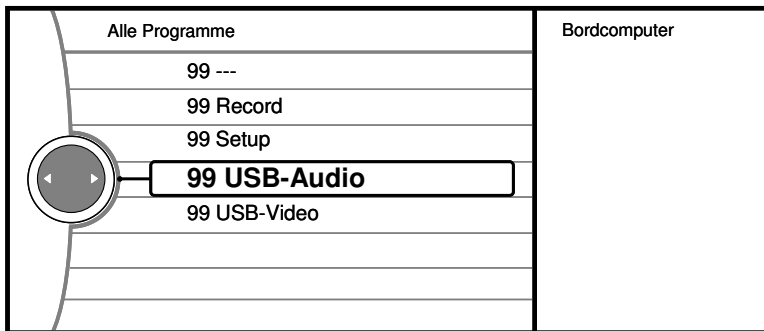 Alle Programme
99 ---
99 Record
99 Setup
99 USB-Audio
99 USB-Video
Bordcomputer